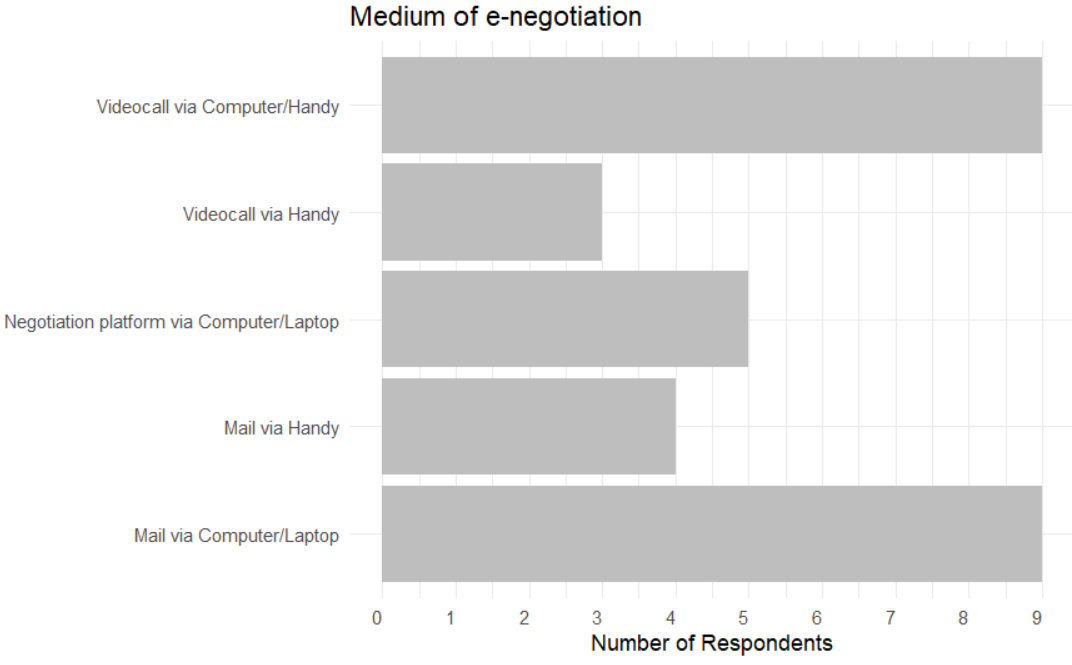 Medium of e-negotiation
Videocall via Computer/Handy
Videocall via Handy
Negotiation platform via Computer/Laptop
Mail via Handy
Mail via Computer/Laptop
0 1 2 3 4 5 6 7 8 9
Number of Respondents